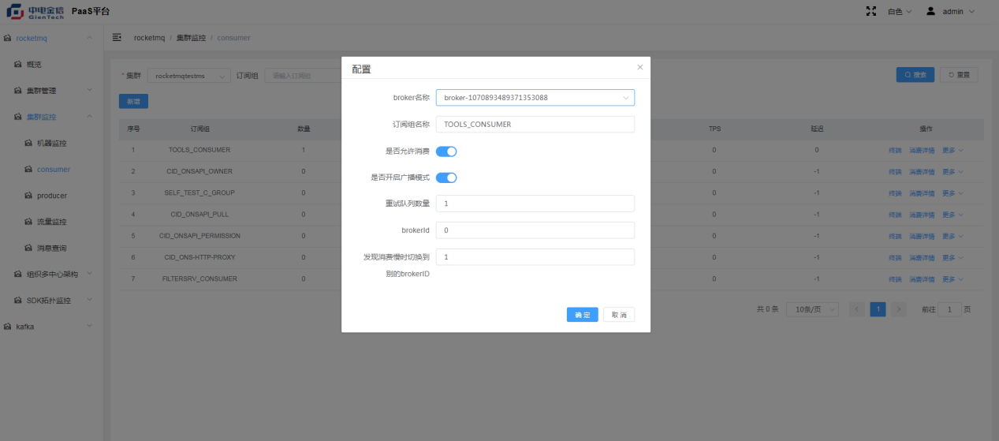 中电金信
GienTech
PaaS平台
白色
admin
rocketmq
概览
集群管理
集群监控
机器监控
consumer
producer
流量监控
消息查询
组织多中心架构
SDK拓扑监控
kafka
rocketmq / 集群监控 / consumer
* 集群 rocketmqtestms 订阅组 请输入订阅组
搜索 重置
新增
序号 订阅组 数量 TPS 延迟 操作
1 TOOLS_CONSUMER 1 0 0 终端 消费详情 更多
2 CID_ONSAPI_OWNER 0 0 -1 终端 消费详情 更多
3 SELF_TEST_C_GROUP 0 0 -1 终端 消费详情 更多
4 CID_ONSAPI_PULL 0 0 -1 终端 消费详情 更多
5 CID_ONSAPI_PERMISSION 0 0 -1 终端 消费详情 更多
6 CID_ONS-HTTP-PROXY 0 0 -1 终端 消费详情 更多
7 FILTERSRV_CONSUMER 0 0 -1 终端 消费详情 更多
共 0 条 10条/页 1 前往 1 页
配置
broker名称 broker-1070893489371353088
订阅组名称 TOOLS_CONSUMER
是否允许消费
是否开启广播模式
重试队列数量 1
brokerId 0
发现消费慢时切换到 1
别的brokerID
确 定 取 消